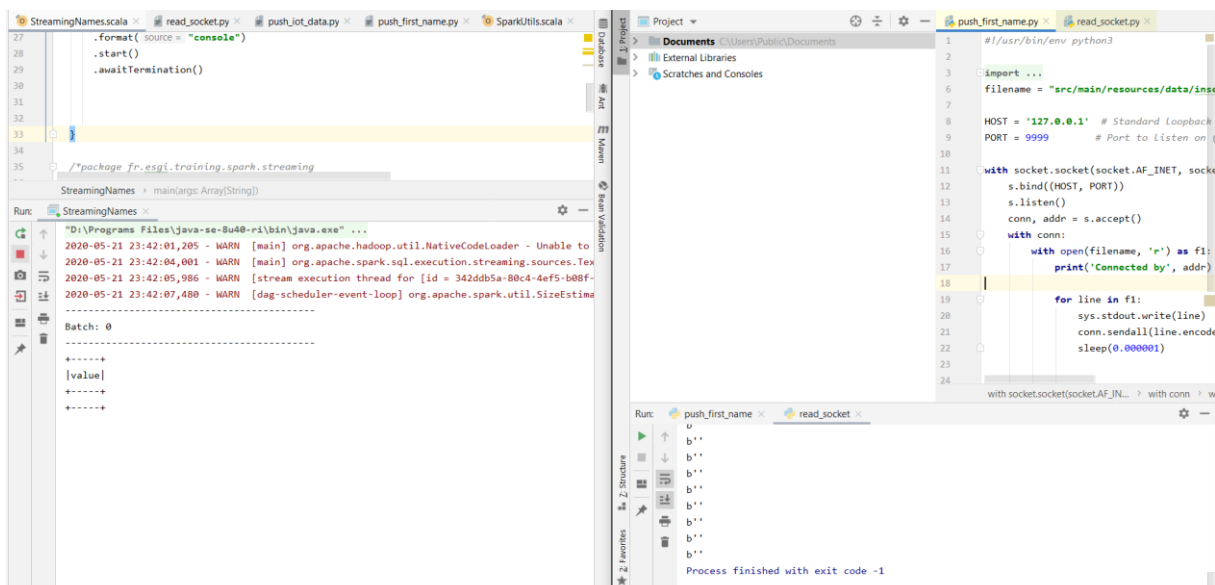 StreamingNames.scala
read_socket.py
push_iot_data.py
push_first_name.py
SparkUtils.scala
27 .format( source = "console")
28 .start()
29 .awaitTermination()
30
31
32
33 }
34
35 /*package fr.esgi.training.spark.streaming
StreamingNames › main(args: Array[String])
Database
Ant
Maven
Bean Validation
Run: StreamingNames
"D:\Programs Files\java-se-8u40-ri\bin\java.exe" ...
2020-05-21 23:42:01,205 - WARN [main] org.apache.hadoop.util.NativeCodeLoader - Unable to
2020-05-21 23:42:04,001 - WARN [main] org.apache.spark.sql.execution.streaming.sources.Tex
2020-05-21 23:42:05,986 - WARN [stream execution thread for [id = 342ddb5a-80c4-4ef5-b08f-
2020-05-21 23:42:07,480 - WARN [dag-scheduler-event-loop] org.apache.spark.util.SizeEstima
-------------------------------------------
Batch: 0
-------------------------------------------
+-----+
|value|
+-----+
+-----+
1: Project
Project
Documents C:\Users\Public\Documents
External Libraries
Scratches and Consoles
push_first_name.py
read_socket.py
1 #!/usr/bin/env python3
2
3 import ...
6 filename = "src/main/resources/data/inse
7
8 HOST = '127.0.0.1' # Standard loopback
9 PORT = 9999 # Port to listen on (
10
11 with socket.socket(socket.AF_INET, socke
12 s.bind((HOST, PORT))
13 s.listen()
14 conn, addr = s.accept()
15 with conn:
16 with open(filename, 'r') as f1:
17 print('Connected by', addr)
18
19 for line in f1:
20 sys.stdout.write(line)
21 conn.sendall(line.encode
22 sleep(0.000001)
23
24
with socket.socket(socket.AF_IN... › with conn › w
Run: push_first_name
read_socket
b''
b''
b''
b''
b''
b''
b''
b''
b''
Process finished with exit code -1
Z: Structure
2: Favorites